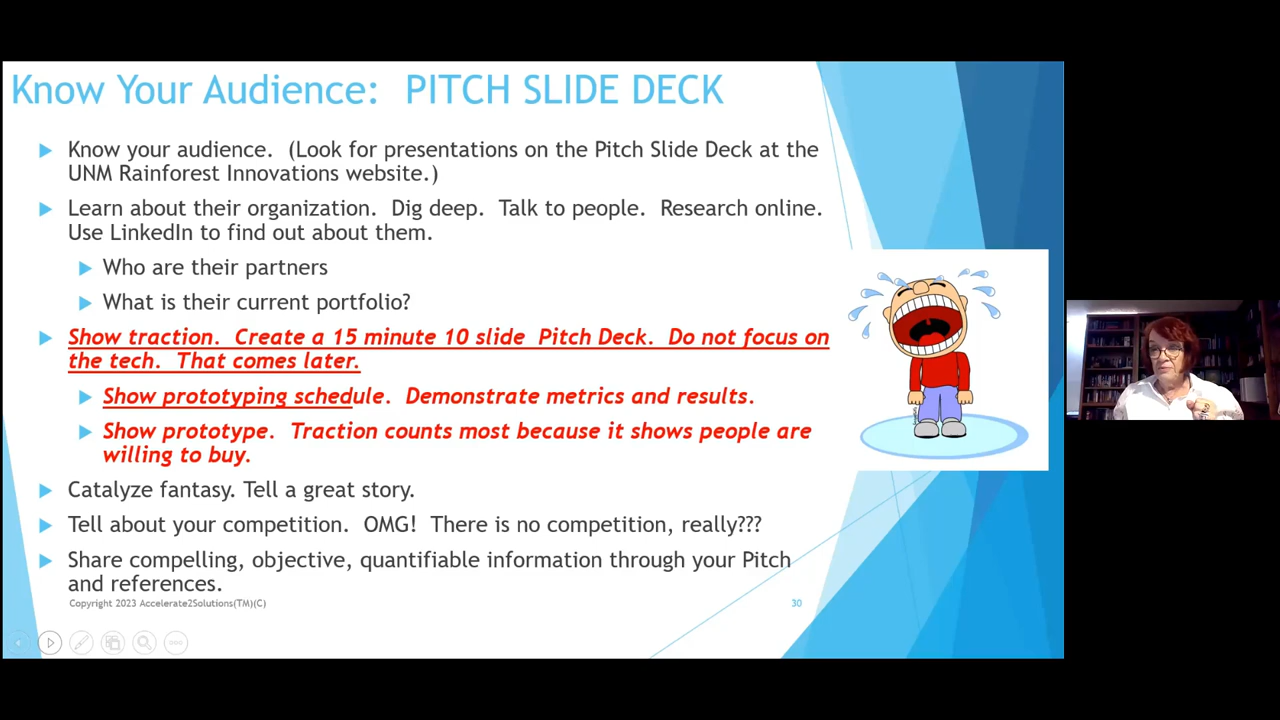 Know Your Audience: PITCH SLIDE DECK
Know your audience. (Look for presentations on the Pitch Slide Deck at the
UNM Rainforest Innovations website.)
Learn about their organization. Dig deep. Talk to people. Research online.
Use LinkedIn to find out about them.
Who are their partners
What is their current portfolio?
Show traction. Create a 15 minute 10 slide Pitch Deck. Do not focus on
the tech. That comes later.
Show prototyping schedule. Demonstrate metrics and results.
Show prototype. Traction counts most because it shows people are
willing to buy.
Catalyze fantasy. Tell a great story.
Tell about your competition. OMG! There is no competition, really???
Share compelling, objective, quantifiable information through your Pitch
and references.
Copyright 2023 Accelerate2Solutions(TM)(C)
30